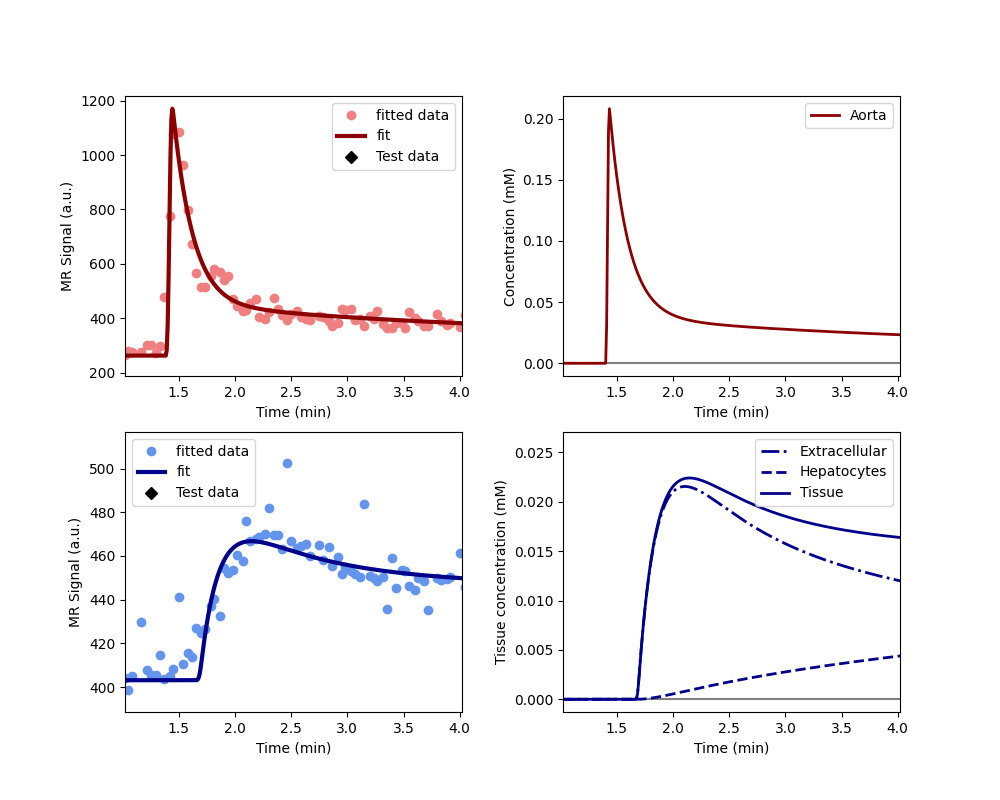 1200
1000
800
600
400
200
MR Signal (a.u.)
fitted data
fit
Test data
1.5 2.0 2.5 3.0 3.5 4.0
Time (min)
0.20
0.15
0.10
0.05
0.00
Concentration (mM)
Aorta
1.5 2.0 2.5 3.0 3.5 4.0
Time (min)
500
480
460
440
420
400
MR Signal (a.u.)
fitted data
fit
Test data
1.5 2.0 2.5 3.0 3.5 4.0
Time (min)
0.025
0.020
0.015
0.010
0.005
0.000
Tissue concentration (mM)
Extracellular
Hepatocytes
Tissue
1.5 2.0 2.5 3.0 3.5 4.0
Time (min)